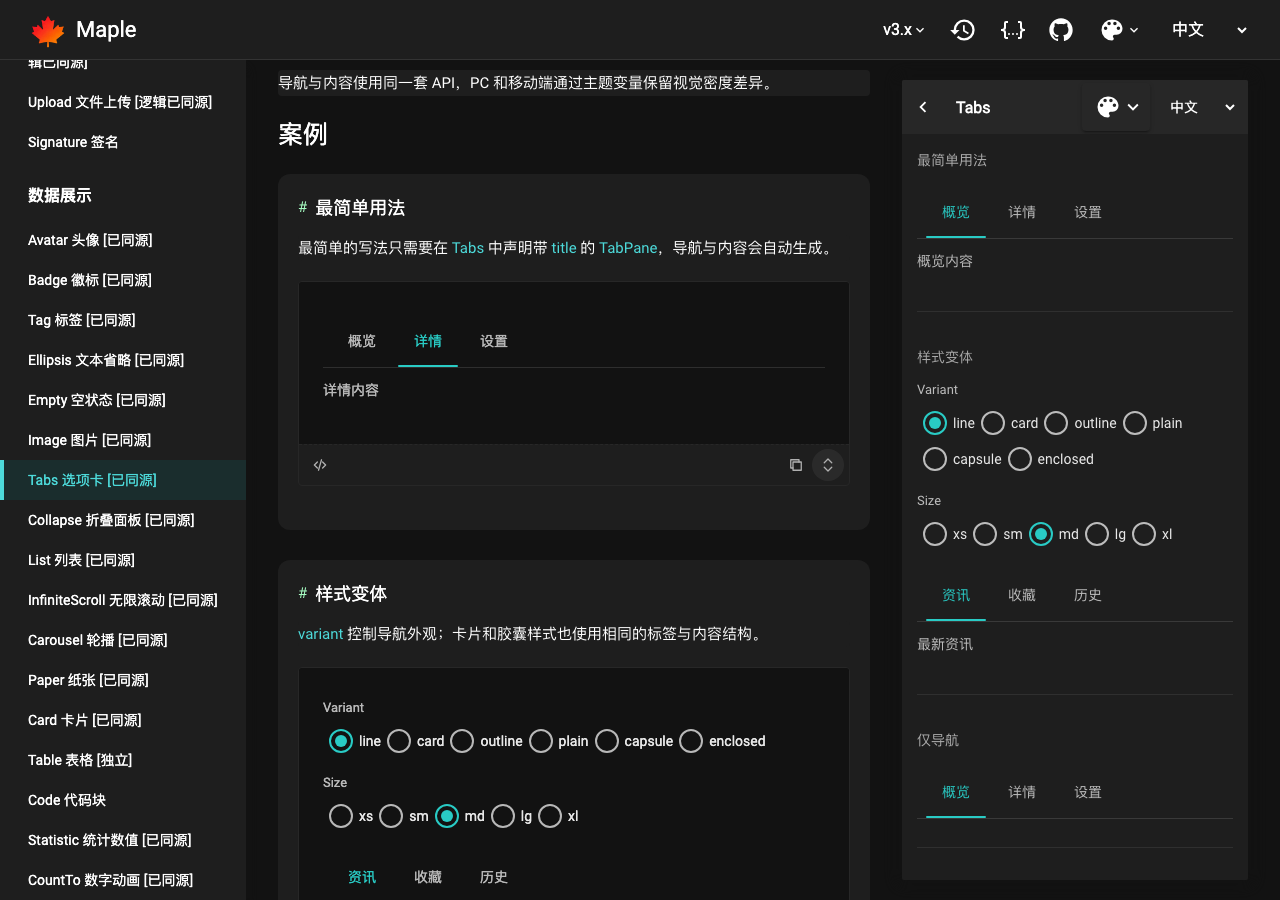 Maple
v3.x
中文
辑已同源]
Upload 文件上传 [逻辑已同源]
Signature 签名
数据展示
Avatar 头像 [已同源]
Badge 徽标 [已同源]
Tag 标签 [已同源]
Ellipsis 文本省略 [已同源]
Empty 空状态 [已同源]
Image 图片 [已同源]
Tabs 选项卡 [已同源]
Collapse 折叠面板 [已同源]
List 列表 [已同源]
InfiniteScroll 无限滚动 [已同源]
Carousel 轮播 [已同源]
Paper 纸张 [已同源]
Card 卡片 [已同源]
Table 表格 [独立]
Code 代码块
Statistic 统计数值 [已同源]
CountTo 数字动画 [已同源]
导航与内容使用同一套 API，PC 和移动端通过主题变量保留视觉密度差异。
案例
# 最简单用法
最简单的写法只需要在 Tabs 中声明带 title 的 TabPane，导航与内容会自动生成。
概览 详情 设置
详情内容
# 样式变体
variant 控制导航外观；卡片和胶囊样式也使用相同的标签与内容结构。
Variant
line card outline plain capsule enclosed
Size
xs sm md lg xl
资讯 收藏 历史
Tabs
中文
最简单用法
概览 详情 设置
概览内容
样式变体
Variant
line card outline plain
capsule enclosed
Size
xs sm md lg xl
资讯 收藏 历史
最新资讯
仅导航
概览 详情 设置